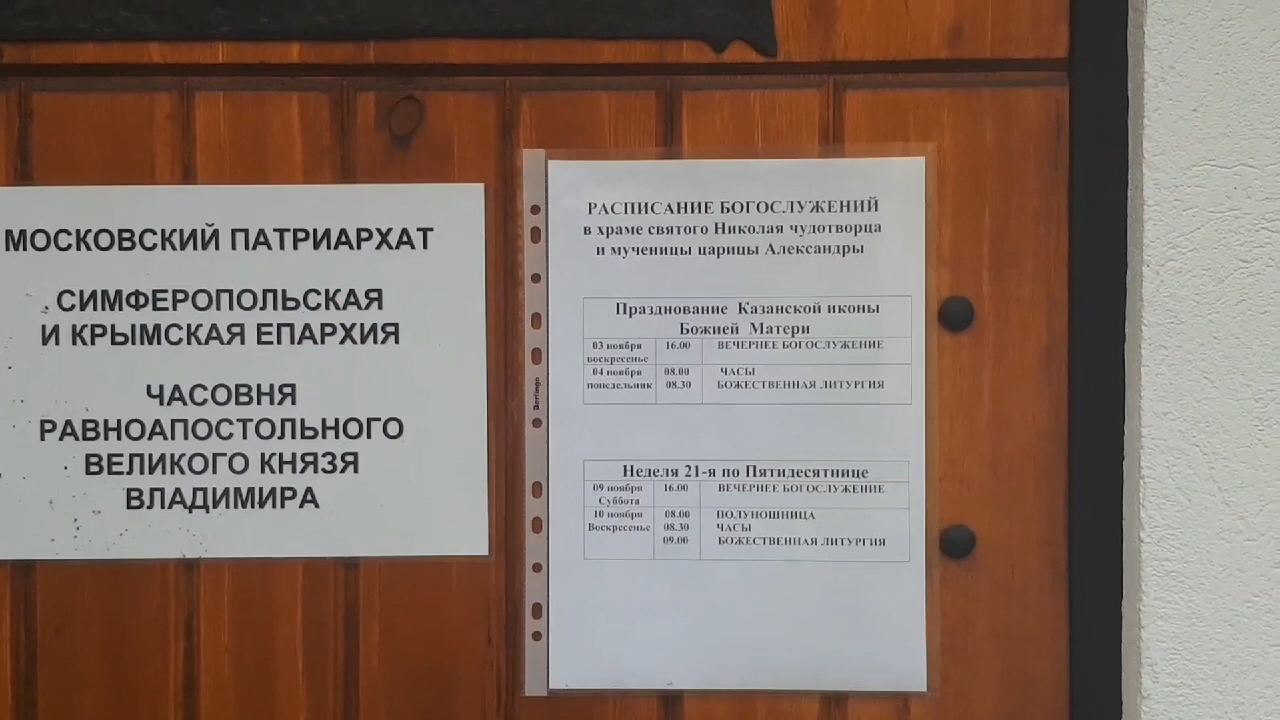 МОСКОВСКИЙ ПАТРИАРХАТ
СИМФЕРОПОЛЬСКАЯ
И КРЫМСКАЯ ЕПАРХИЯ
ЧАСОВНЯ
РАВНОАПОСТОЛЬНОГО
ВЕЛИКОГО КНЯЗЯ
ВЛАДИМИРА
Berlingo
РАСПИСАНИЕ БОГОСЛУЖЕНИЙ
в храме святого Николая чудотворца
и мученицы царицы Александры
Празднование Казанской иконы
Божией Матери
03 ноября 16.00 ВЕЧЕРНЕЕ БОГОСЛУЖЕНИЕ
воскресенье
04 ноября 08.00 ЧАСЫ
понедельник 08.30 БОЖЕСТВЕННАЯ ЛИТУРГИЯ
Неделя 21-я по Пятидесятнице
09 ноября 16.00 ВЕЧЕРНЕЕ БОГОСЛУЖЕНИЕ
Суббота
10 ноября 08.00 ПОЛУНОШНИЦА
Воскресенье 08.30 ЧАСЫ
09.00 БОЖЕСТВЕННАЯ ЛИТУРГИЯ